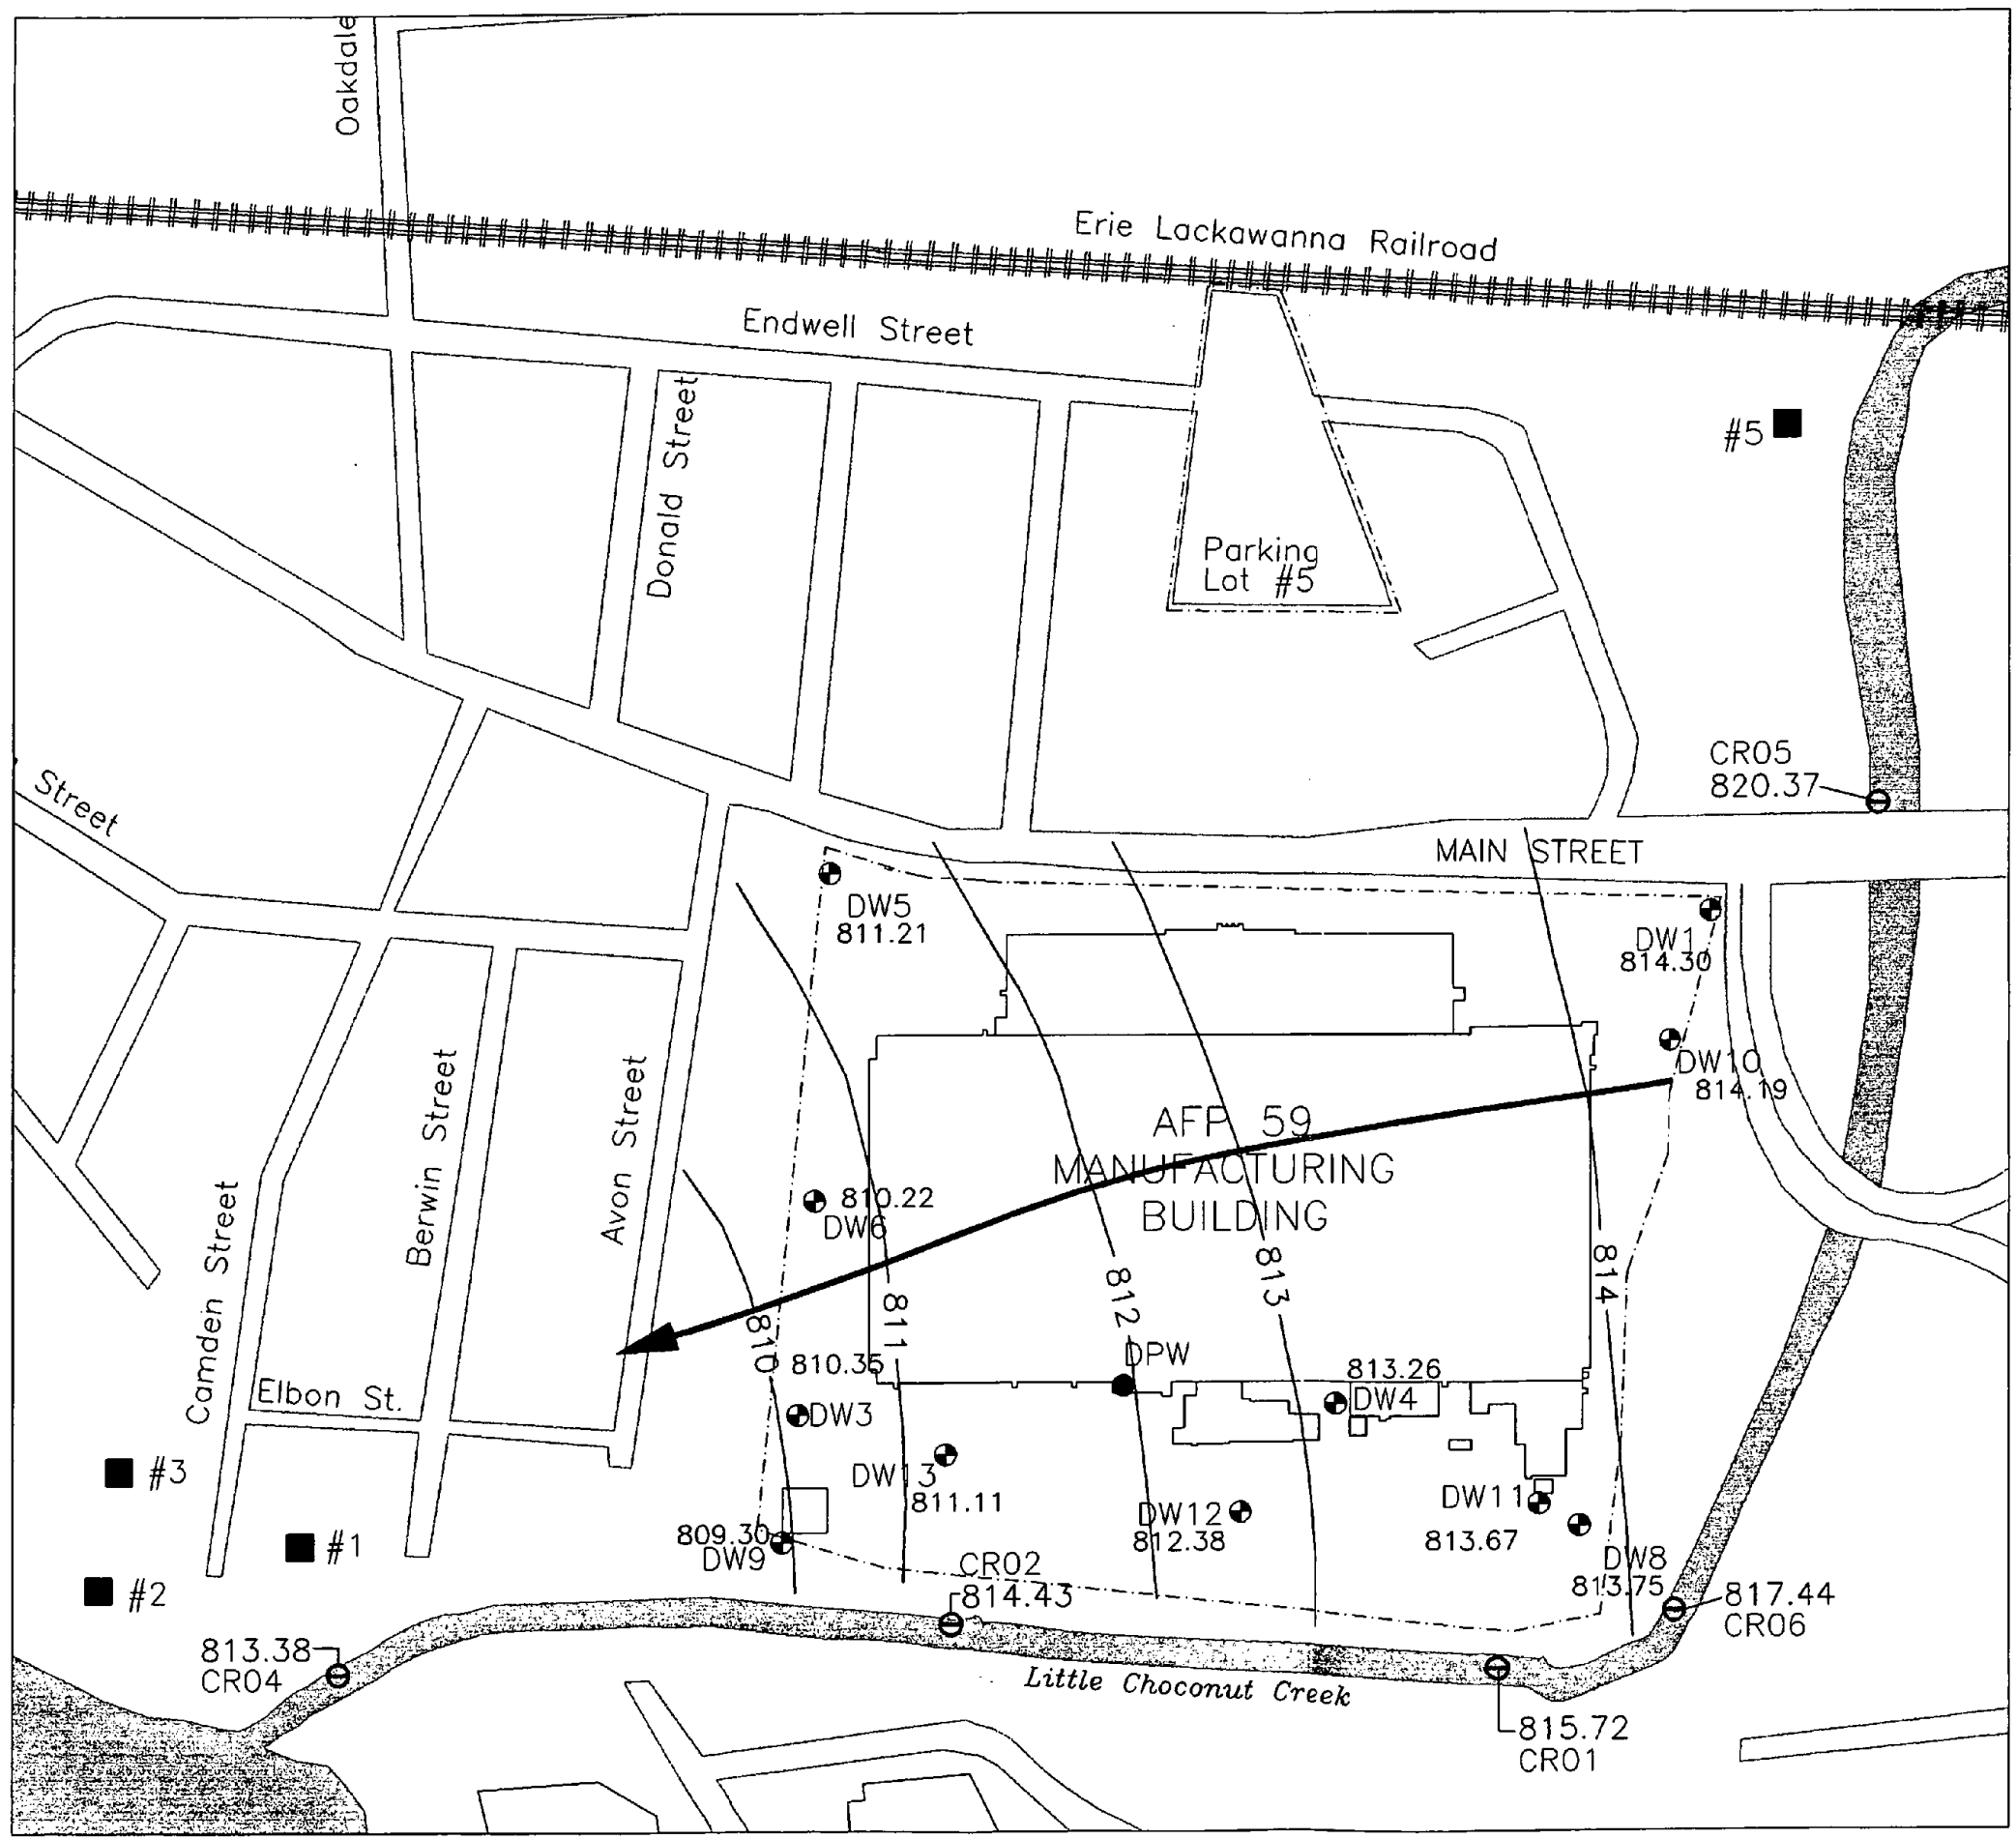 Oakdale
Erie Lackawanna Railroad
Endwell Street
Donald Street
#5
Parking
Lot #5
CR05
820.37
Street
MAIN STREET
DW5
811.21
DW1
814.30
DW10
814.19
AFP 59
MANUFACTURING
BUILDING
Berwin Street
Avon Street
Camden Street
810.22
DW6
810
811
812
813
814
DPW
810.35
DW3
813.26
DW4
Elbon St.
#3
#1
#2
DW13
811.11
DW12
812.38
DW11
813.67
DW8
813.75
809.30
DW9
CR02
814.43
817.44
CR06
813.38
CR04
Little Choconut Creek
815.72
CR01